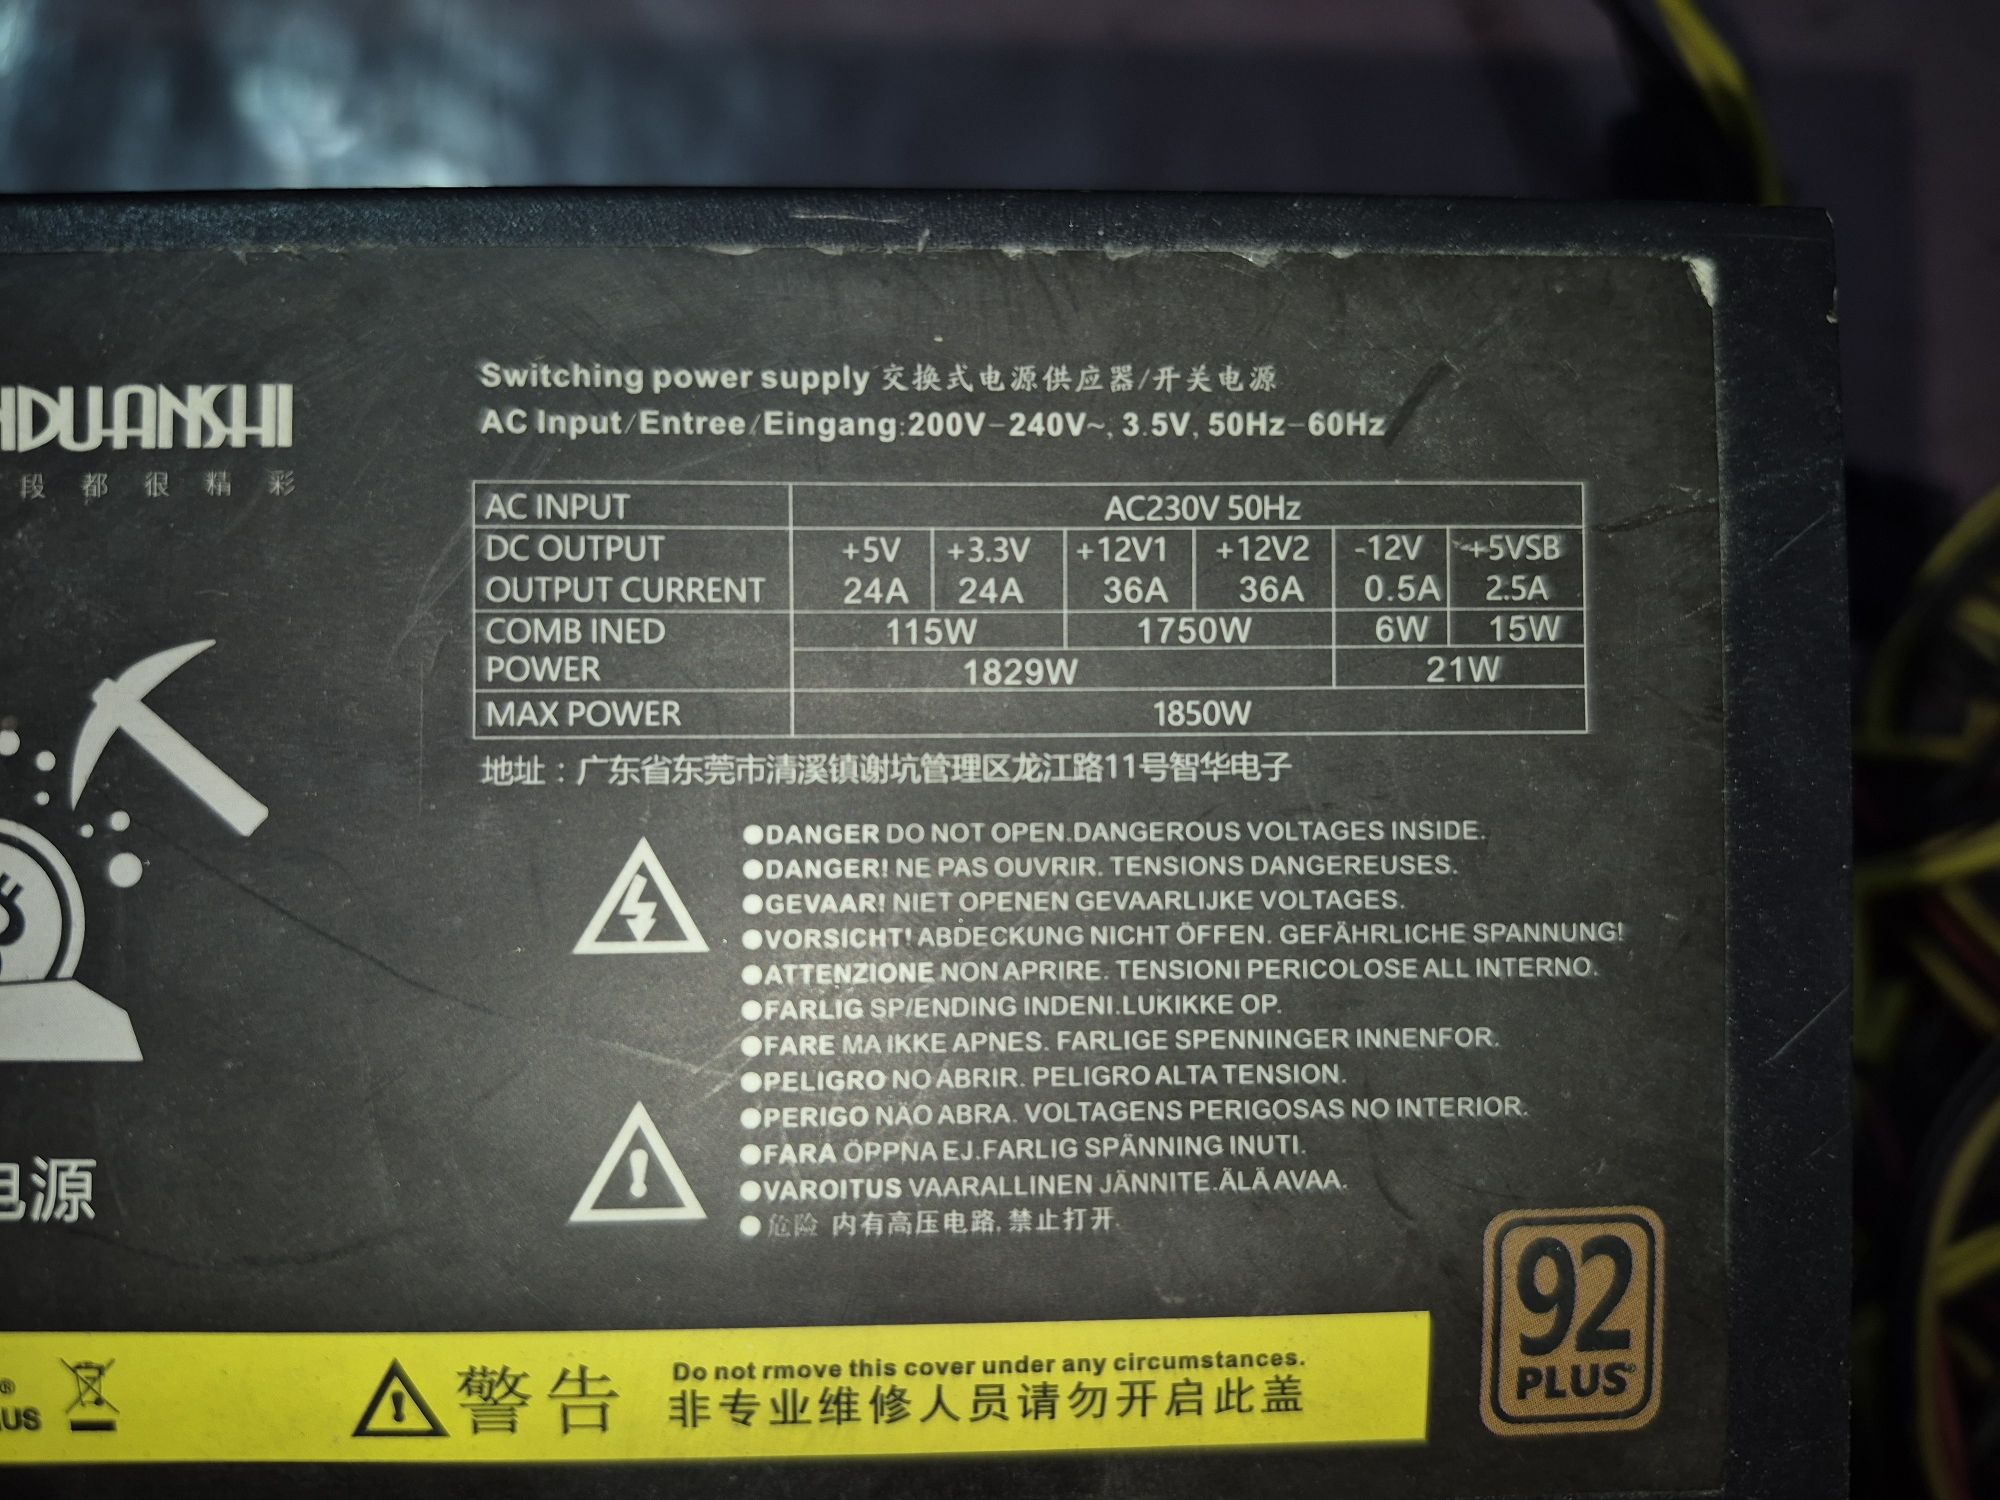 NDUANSHI
段都很精彩
Switching power supply 交换式电源供应器/开关电源
AC Input/Entree/Eingang:200V-240V~, 3.5V, 50Hz-60Hz
AC INPUT AC230V 50Hz
DC OUTPUT +5V +3.3V +12V1 +12V2 -12V +5VSB
OUTPUT CURRENT 24A 24A 36A 36A 0.5A 2.5A
COMB INED 115W 1750W 6W 15W
POWER 1829W 21W
MAX POWER 1850W
地址：广东省东莞市清溪镇谢坑管理区龙江路11号智华电子
●DANGER DO NOT OPEN.DANGEROUS VOLTAGES INSIDE.
●DANGER! NE PAS OUVRIR. TENSIONS DANGEREUSES.
●GEVAAR! NIET OPENEN GEVAARLIJKE VOLTAGES.
●VORSICHT! ABDECKUNG NICHT ÖFFEN. GEFÄHRLICHE SPANNUNG!
●ATTENZIONE NON APRIRE. TENSIONI PERICOLOSE ALL INTERNO.
●FARLIG SP/ENDING INDENI.LUKIKKE OP.
●FARE MA IKKE APNES. FARLIGE SPENNINGER INNENFOR.
●PELIGRO NO ABRIR. PELIGRO ALTA TENSION.
●PERIGO NÃO ABRA. VOLTAGENS PERIGOSAS NO INTERIOR.
●FARA ÖPPNA EJ.FARLIG SPÄNNING INUTI.
●VAROITUS VAARALLINEN JÄNNITE.ÄLÄ AVAA.
●危险 内有高压电路,禁止打开.
电源
92
PLUS®
®
US
警告
Do not rmove this cover under any circumstances.
非专业维修人员请勿开启此盖